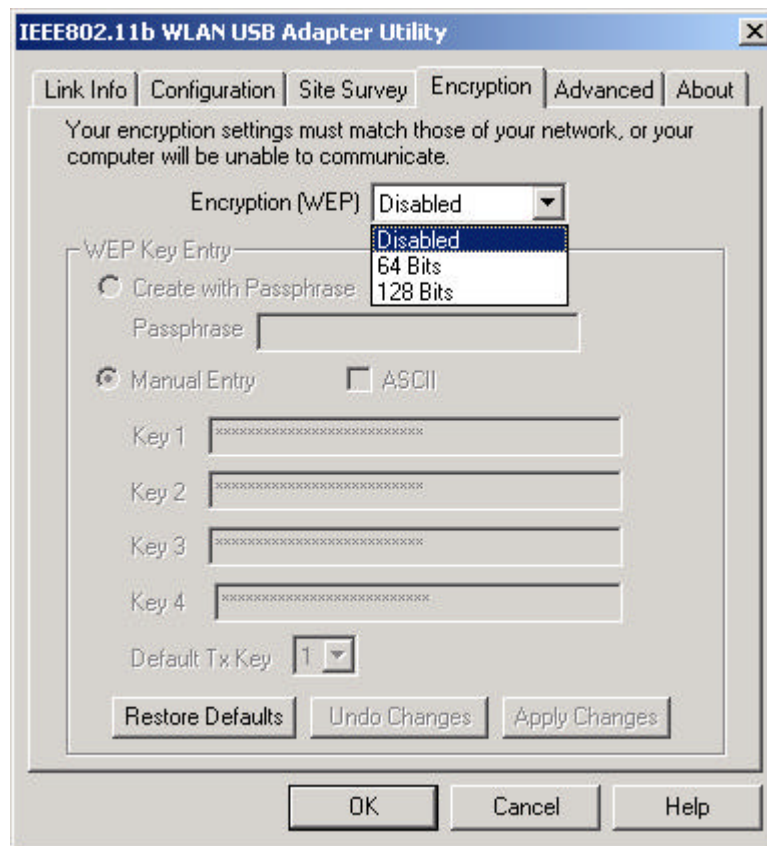 IEEE802.11b WLAN USB Adapter Utility
Link Info Configuration Site Survey Encryption Advanced About
Your encryption settings must match those of your network, or your
computer will be unable to communicate.
Encryption (WEP) Disabled
Disabled
64 Bits
128 Bits
WEP Key Entry
Create with Passphrase
Passphrase
Manual Entry ASCII
Key 1 **************************
Key 2 **************************
Key 3 **************************
Key 4 **************************
Default Tx Key 1
Restore Defaults Undo Changes Apply Changes
OK Cancel Help